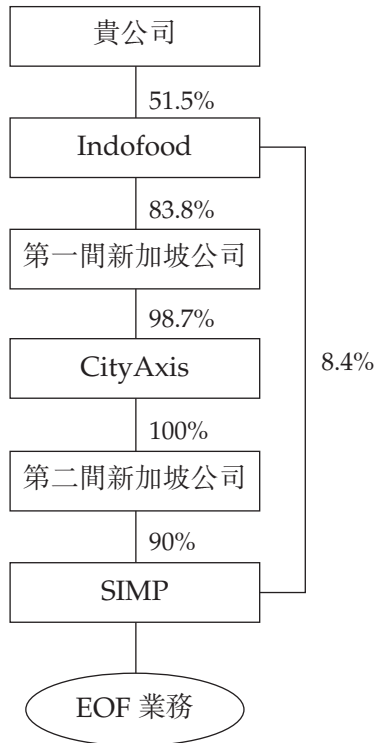 貴公司
51.5%
Indofood
83.8%
第一間新加坡公司
98.7%
CityAxis
8.4%
100%
第二間新加坡公司
90%
SIMP
EOF 業務